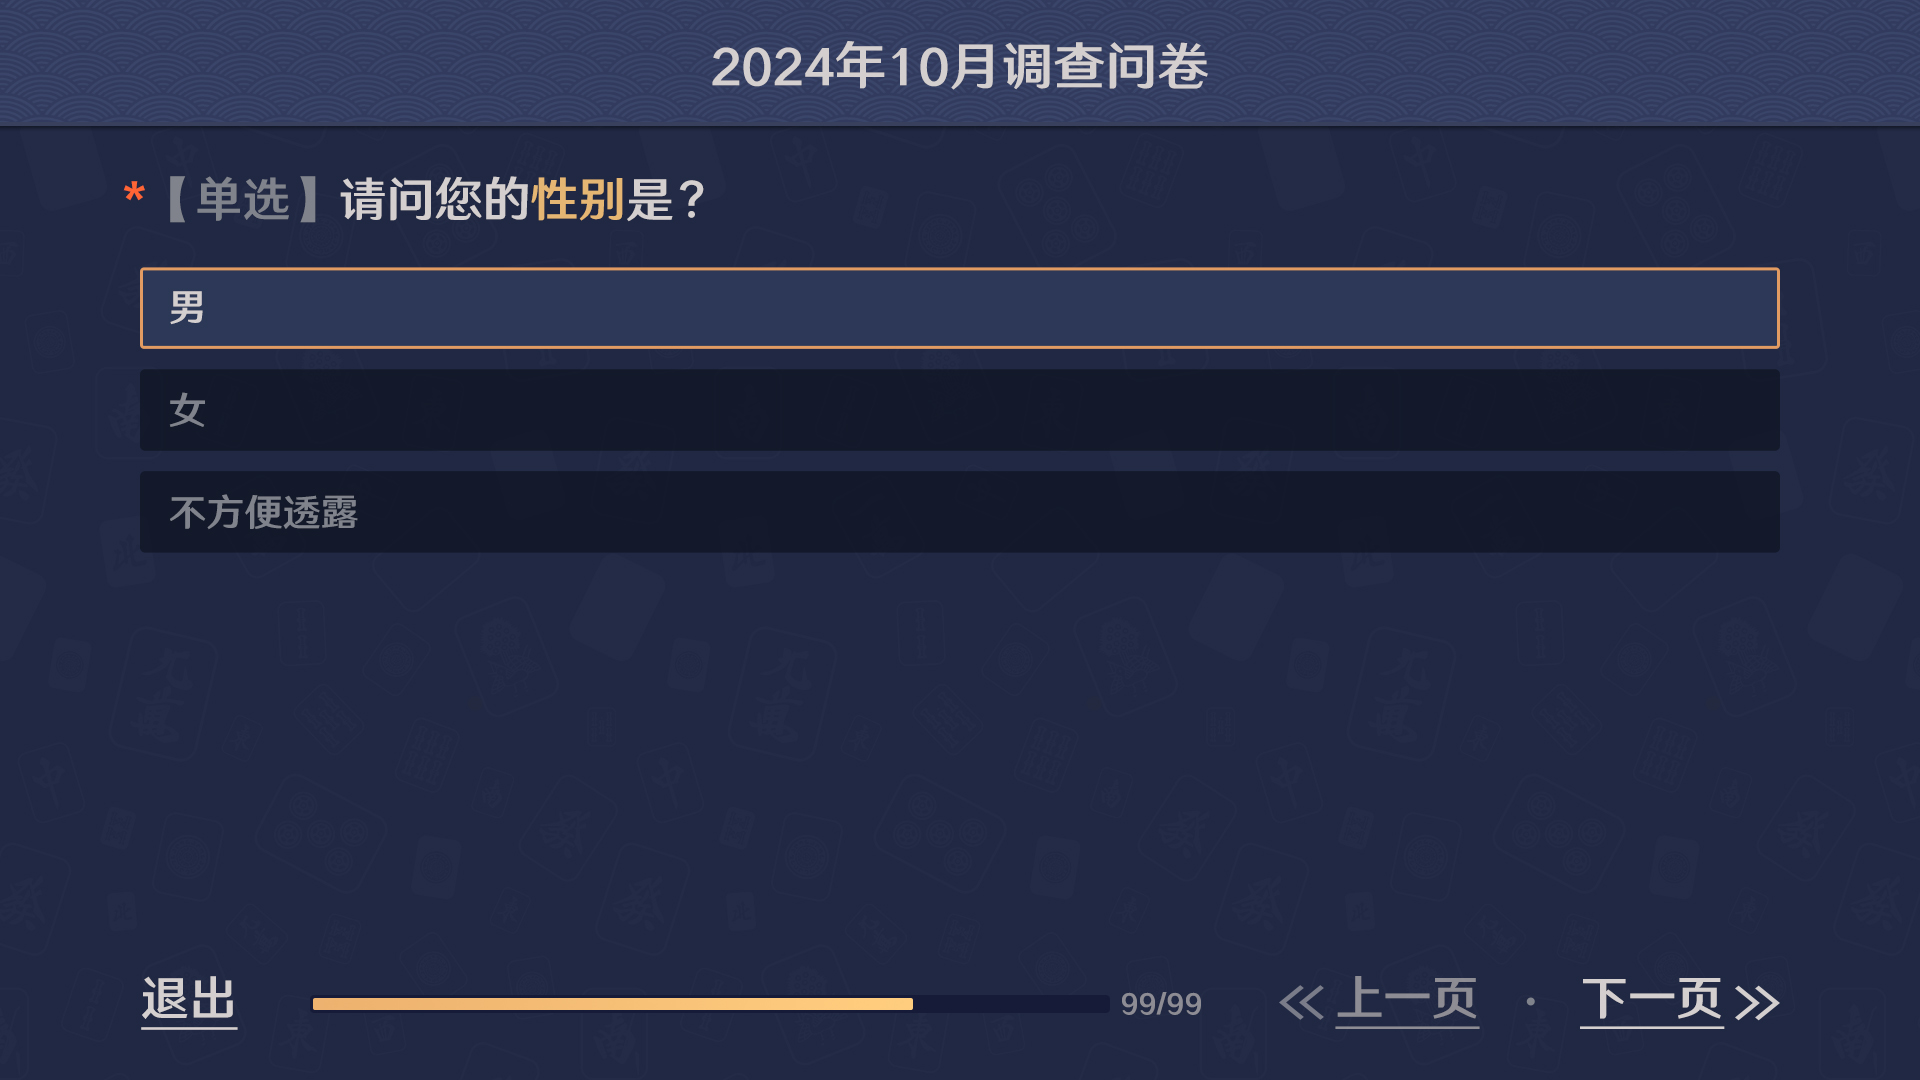 2024年10月调查问卷
*【单选】请问您的性别是？
男
女
不方便透露
退出 99/99 《 上一页 · 下一页 》